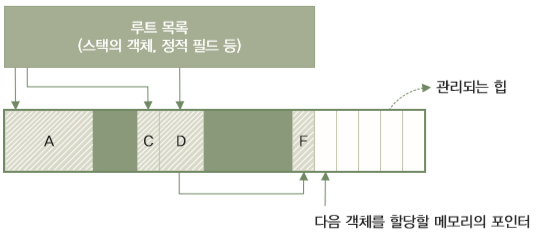 루트 목록
(스택의 객체, 정적 필드 등)
관리되는 힙
A
C
D
F
다음 객체를 할당할 메모리의 포인터